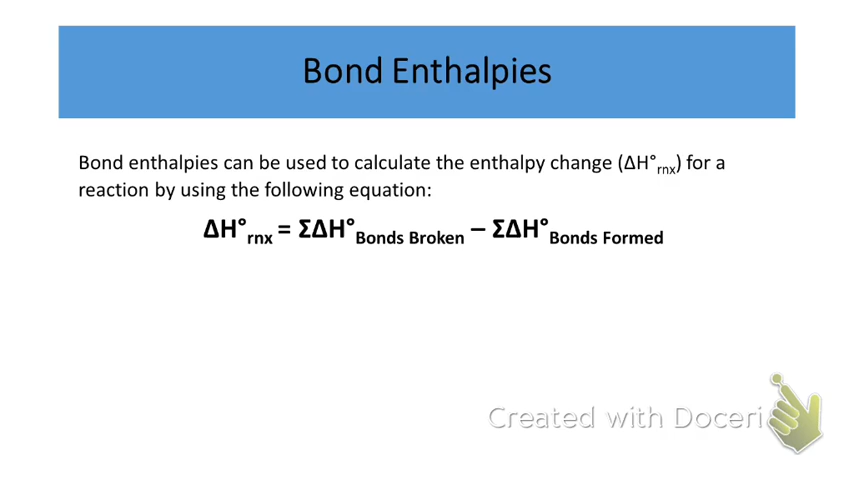 Bond Enthalpies
Bond enthalpies can be used to calculate the enthalpy change (ΔH°rnx) for a
reaction by using the following equation:
ΔH°rnx = ΣΔH°Bonds Broken – ΣΔH°Bonds Formed
Created with Doceri